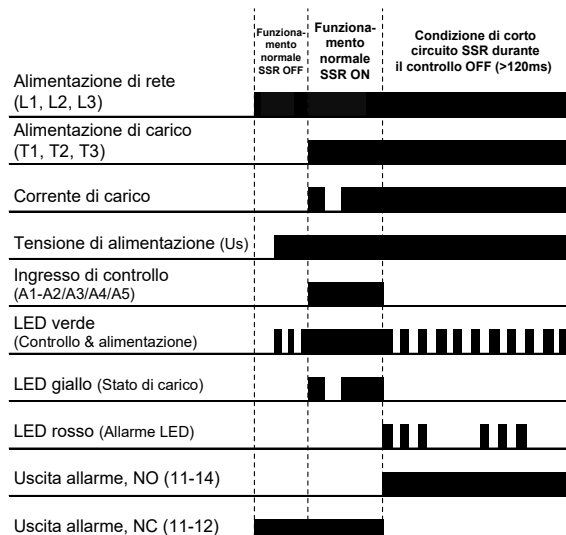 Funziona-
mento
normale
SSR OFF
Funziona-
mento
normale
SSR ON
Condizione di corto
circuito SSR durante
il controllo OFF (>120ms)
Alimentazione di rete
(L1, L2, L3)
Alimentazione di carico
(T1, T2, T3)
Corrente di carico
Tensione di alimentazione (Us)
Ingresso di controllo
(A1-A2/A3/A4/A5)
LED verde
(Controllo & alimentazione)
LED giallo (Stato di carico)
LED rosso (Allarme LED)
Uscita allarme, NO (11-14)
Uscita allarme, NC (11-12)